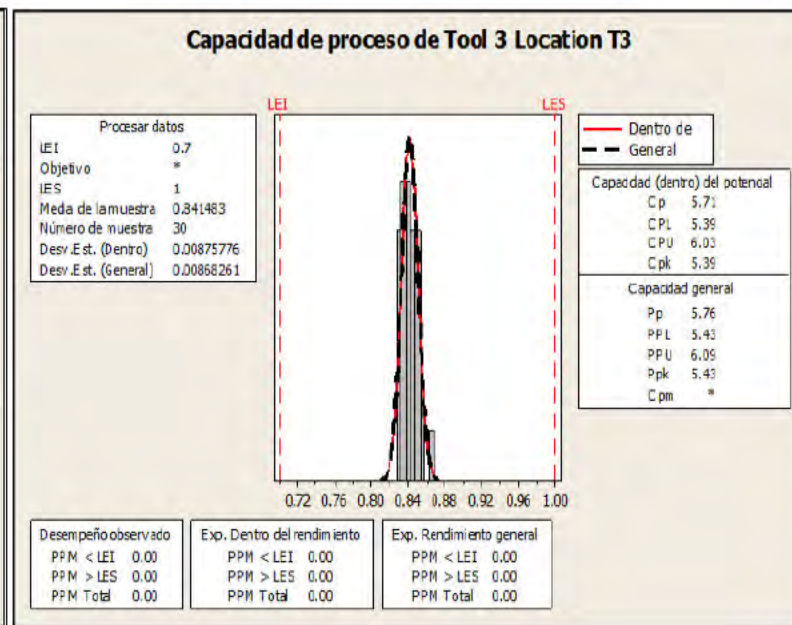 Capacidad de proceso de Tool 3 Location T3
LEI LES
Procesar datos
LEI 0.7
Objetivo *
LES 1
Media de la muestra 0.841483
Número de muestra 30
Desv.Est. (Dentro) 0.00875776
Desv.Est. (General) 0.00868261
Dentro de
General
Capacidad (dentro) del potencial
Cp 5.71
CPL 5.39
CPU 6.03
Cpk 5.39
Capacidad general
Pp 5.76
PPL 5.43
PPU 6.09
Ppk 5.43
Cpm *
0.72 0.76 0.80 0.84 0.88 0.92 0.96 1.00
Desempeño observado
PPM < LEI 0.00
PPM > LES 0.00
PPM Total 0.00
Exp. Dentro del rendimiento
PPM < LEI 0.00
PPM > LES 0.00
PPM Total 0.00
Exp. Rendimiento general
PPM < LEI 0.00
PPM > LES 0.00
PPM Total 0.00